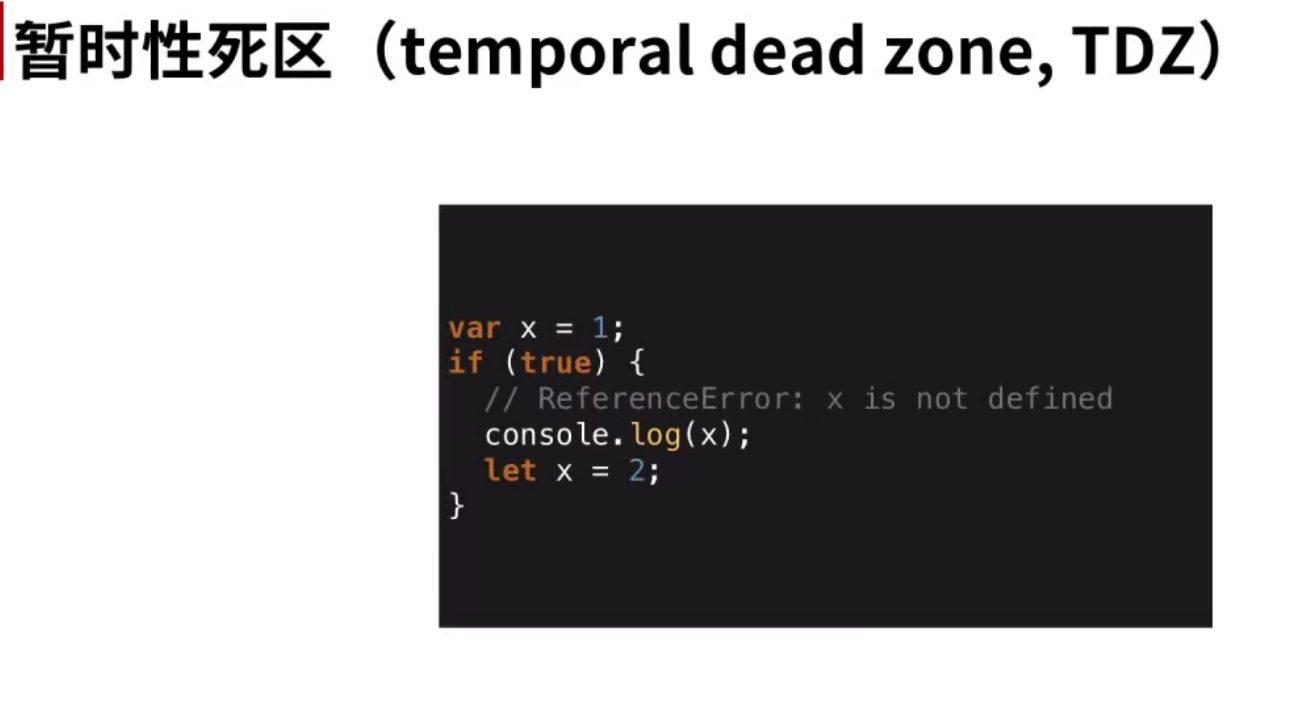 暂时性死区（temporal dead zone, TDZ）
var x = 1;
if (true) {
  // ReferenceError: x is not defined
  console.log(x);
  let x = 2;
}